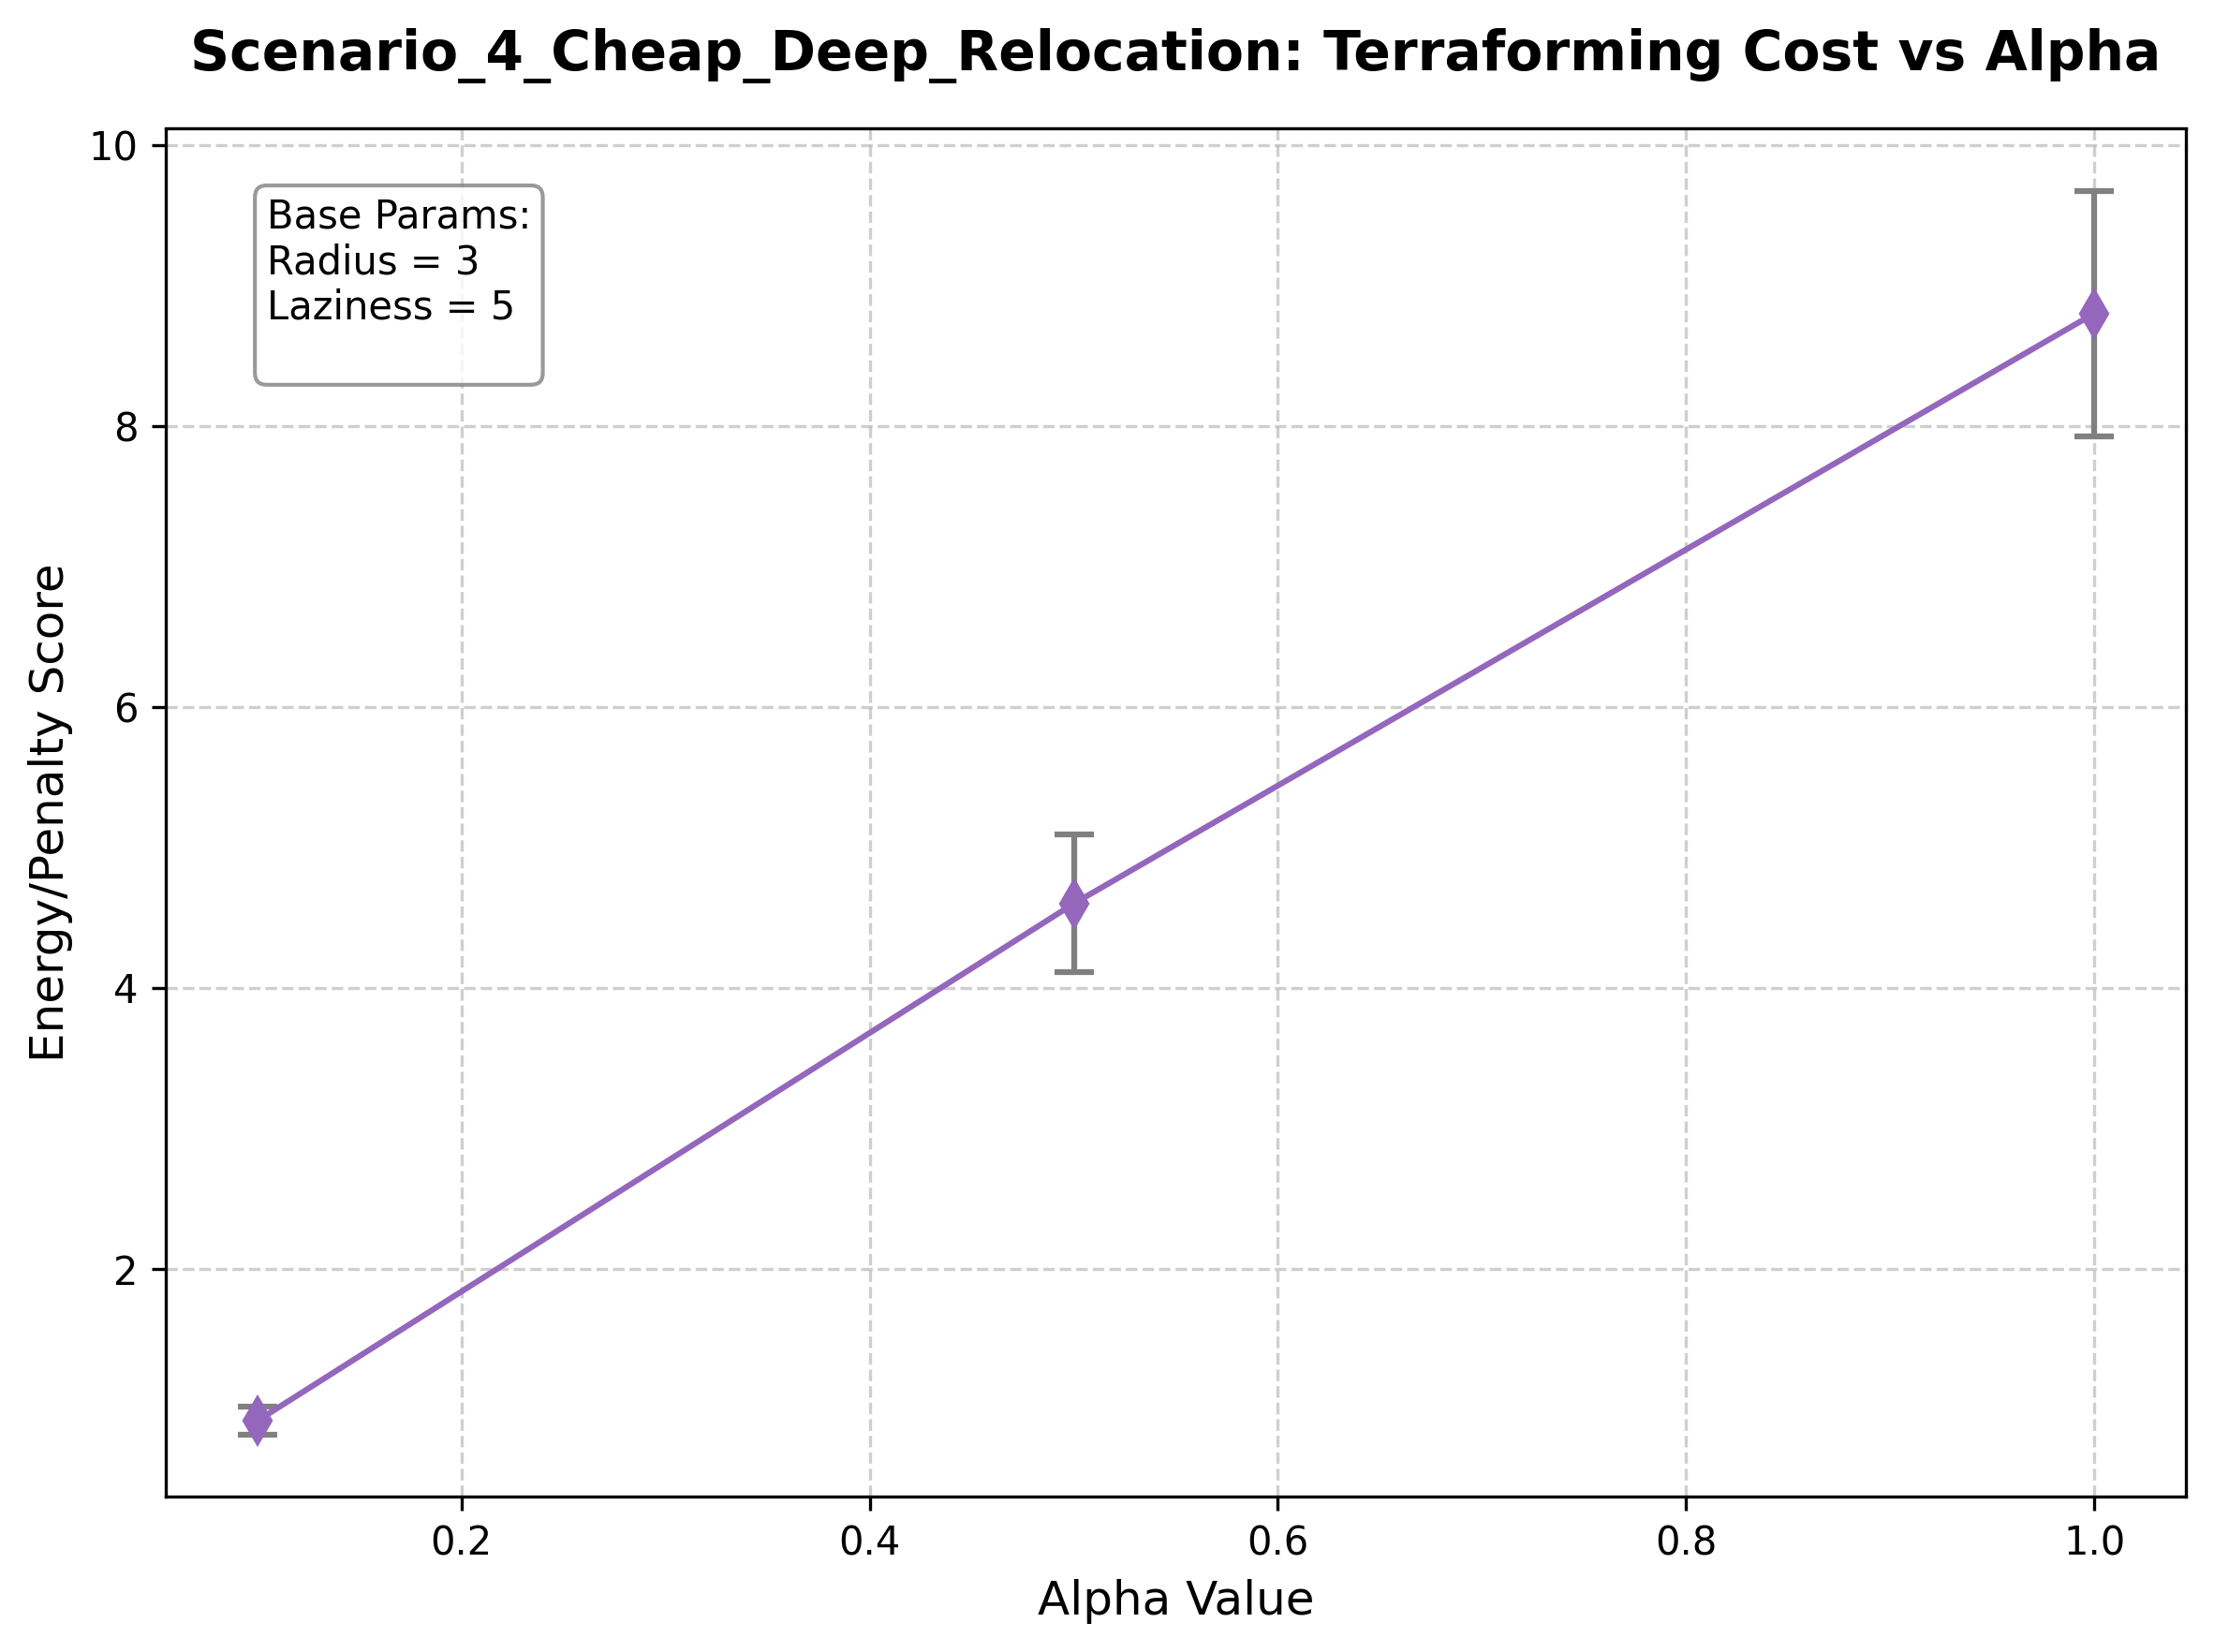 Scenario_4_Cheap_Deep_Relocation: Terraforming Cost vs Alpha
10
8
6
4
2
Energy/Penalty Score
Base Params:
Radius = 3
Laziness = 5
0.2
0.4
0.6
0.8
1.0
Alpha Value